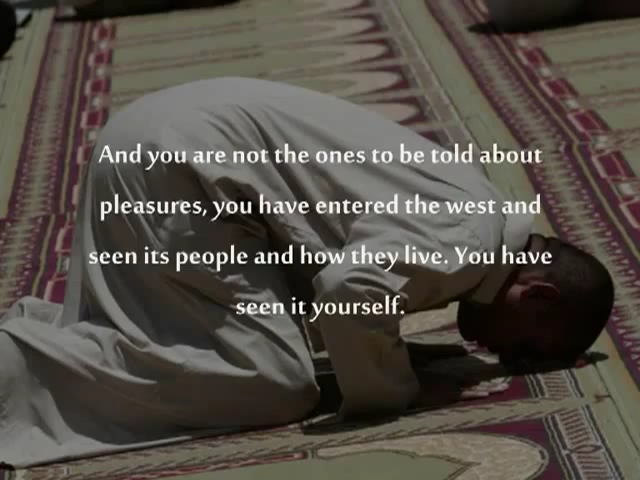 And you are not the ones to be told about
pleasures, you have entered the west and
seen its people and how they live. You have
seen it yourself.